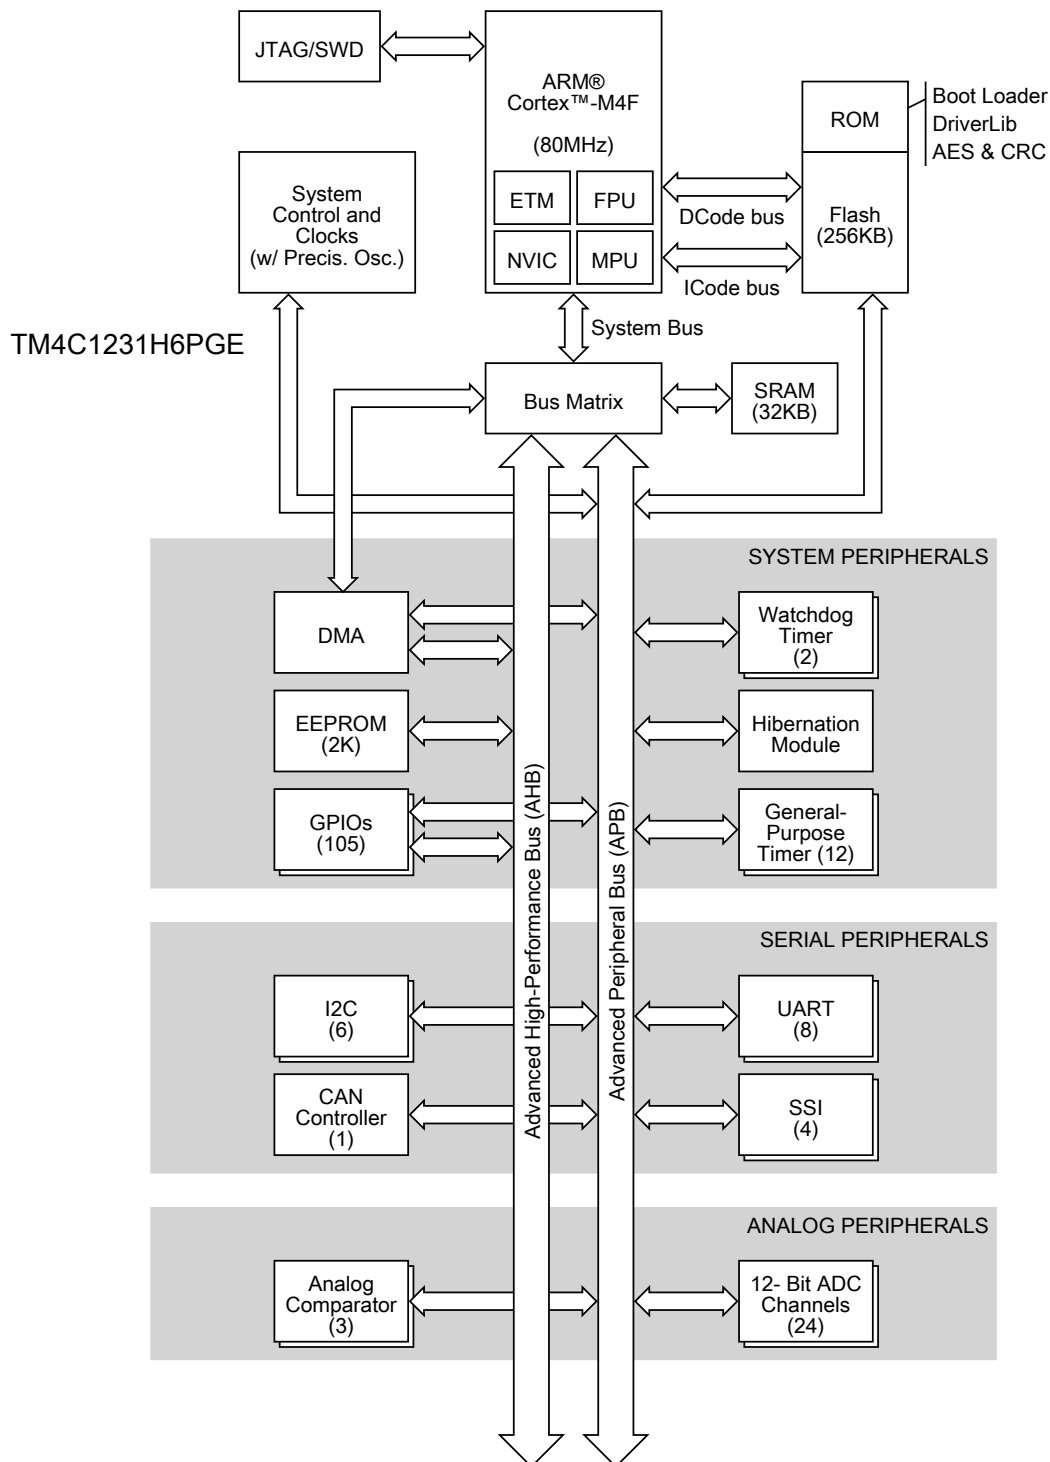 JTAG/SWD
ARM®
Cortex™-M4F
(80MHz)
ETM
FPU
NVIC
MPU
ROM
Boot Loader
DriverLib
AES & CRC
Flash
(256KB)
DCode bus
ICode bus
System
Control and
Clocks
(w/ Precis. Osc.)
TM4C1231H6PGE
System Bus
Bus Matrix
SRAM
(32KB)
SYSTEM PERIPHERALS
DMA
Watchdog
Timer
(2)
EEPROM
(2K)
Hibernation
Module
GPIOs
(105)
General-
Purpose
Timer (12)
Advanced High-Performance Bus (AHB)
Advanced Peripheral Bus (APB)
SERIAL PERIPHERALS
I2C
(6)
UART
(8)
CAN
Controller
(1)
SSI
(4)
ANALOG PERIPHERALS
Analog
Comparator
(3)
12- Bit ADC
Channels
(24)